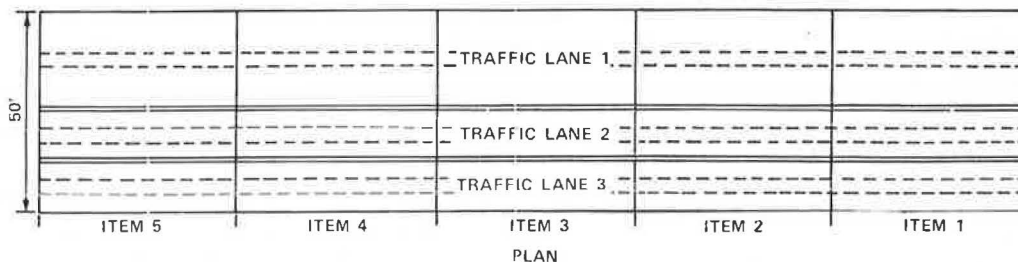 50'
TRAFFIC LANE 1
TRAFFIC LANE 2
TRAFFIC LANE 3
ITEM 5 ITEM 4 ITEM 3 ITEM 2 ITEM 1
PLAN